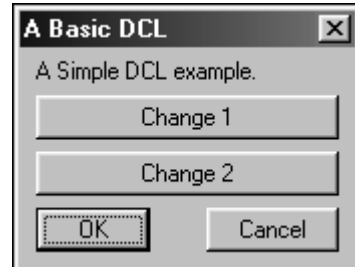 A Basic DCL
A Simple DCL example.
Change 1
Change 2
OK Cancel